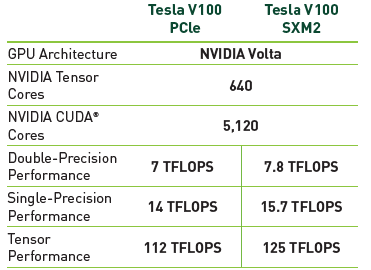 Tesla V100 Tesla V100
PCle SXM2
GPU Architecture NVIDIA Volta
NVIDIA Tensor
Cores 640
NVIDIA CUDA®
Cores 5,120
Double-Precision
Performance 7 TFLOPS 7.8 TFLOPS
Single-Precision
Performance 14 TFLOPS 15.7 TFLOPS
Tensor
Performance 112 TFLOPS 125 TFLOPS